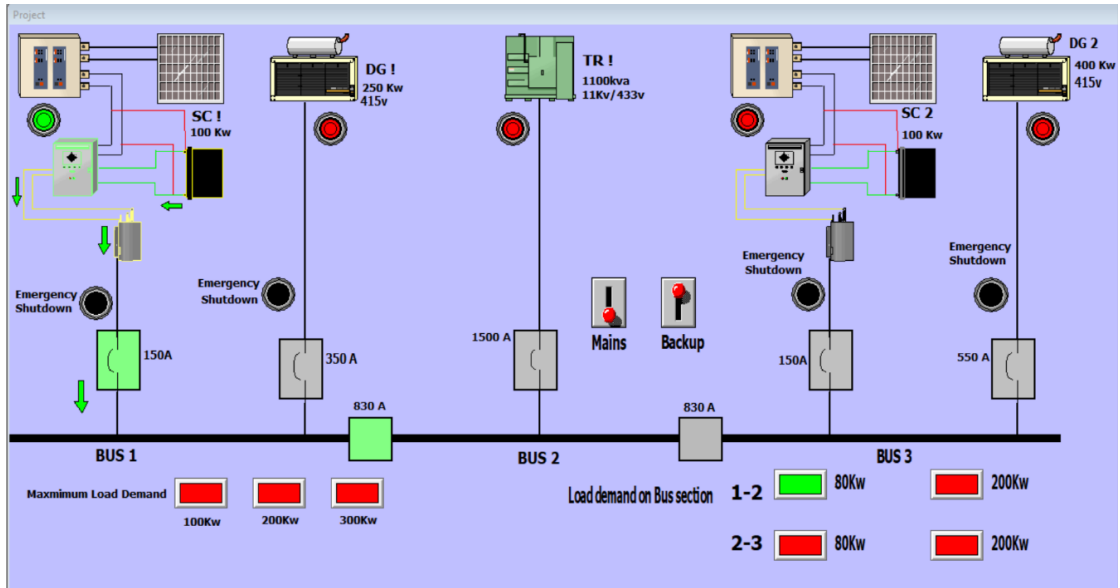 Project
SC !
100 Kw
DG !
250 Kw
415v
TR !
1100kva
11Kv/433v
SC 2
100 Kw
DG 2
400 Kw
415v
Emergency
Shutdown
Emergency
Shutdown
Emergency
Shutdown
Emergency
Shutdown
Mains
Backup
150A
350 A
1500 A
150A
550 A
830 A
830 A
BUS 1
BUS 2
BUS 3
Maxmimum Load Demand
100Kw
200Kw
300Kw
Load demand on Bus section
1-2
80Kw
200Kw
2-3
80Kw
200Kw